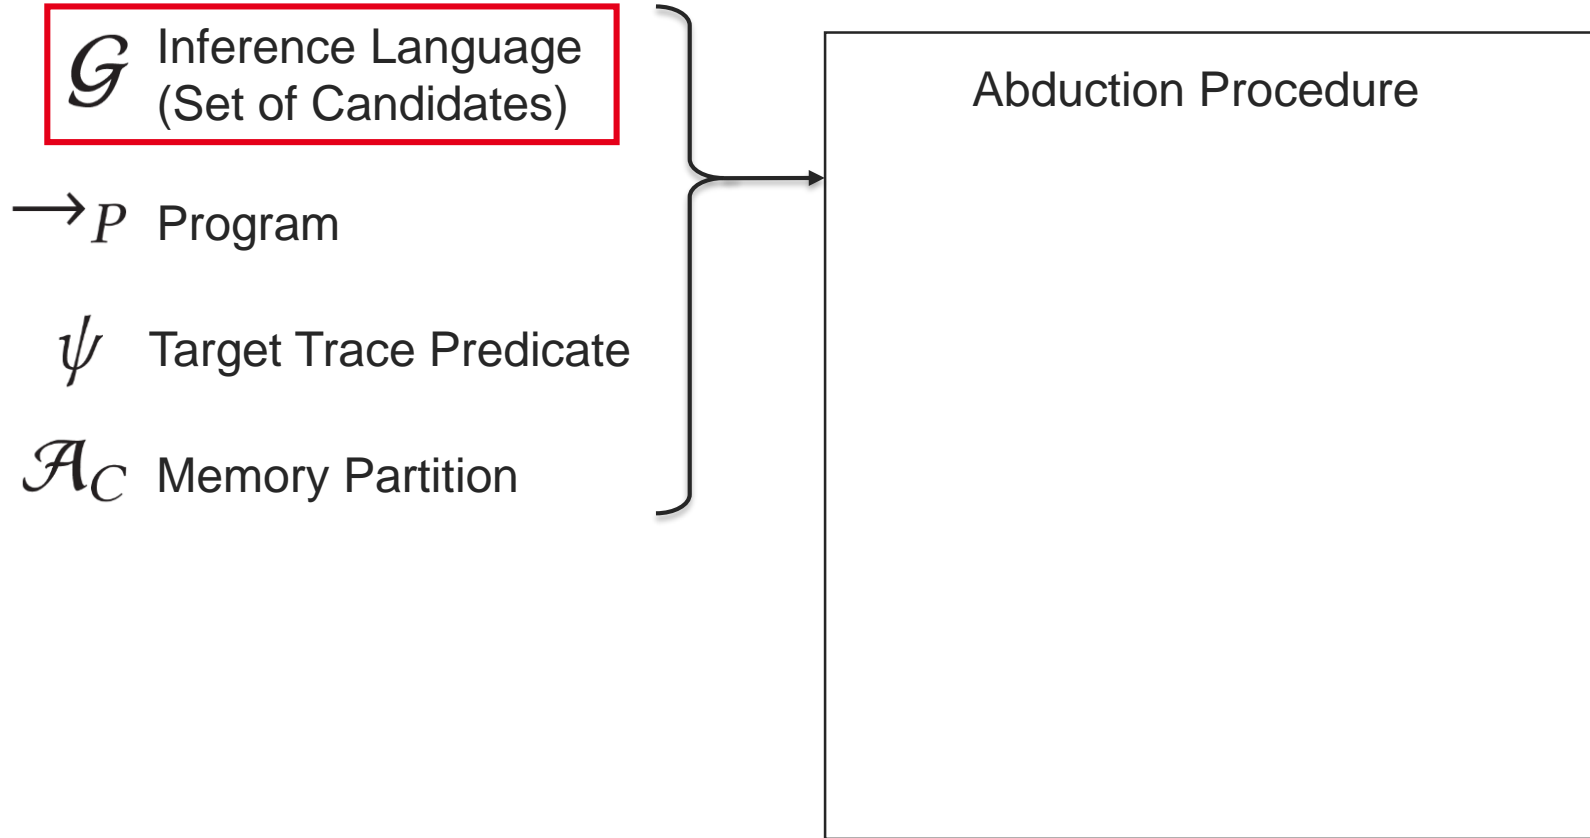 𝒢 Inference Language
(Set of Candidates)
→P Program
ψ Target Trace Predicate
𝒜C Memory Partition
Abduction Procedure